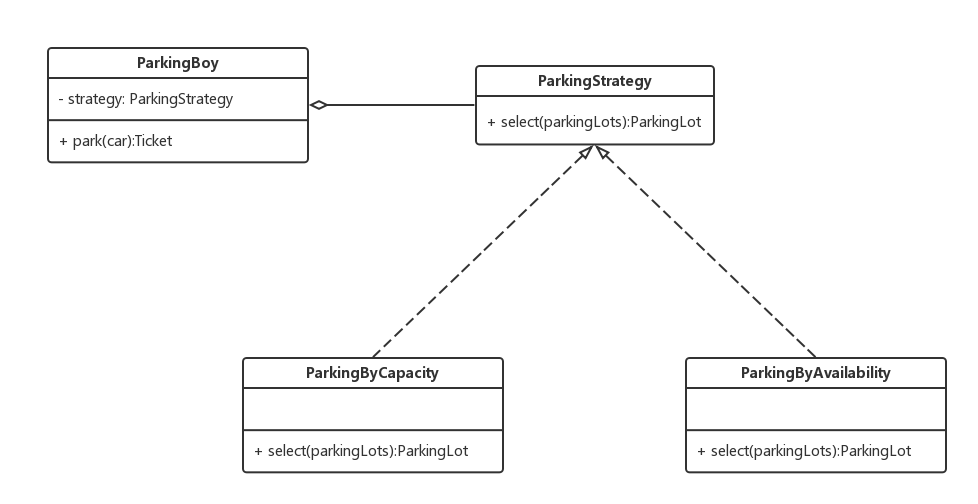 ParkingBoy
- strategy: ParkingStrategy
+ park(car):Ticket
ParkingStrategy
+ select(parkingLots):ParkingLot
ParkingByCapacity
+ select(parkingLots):ParkingLot
ParkingByAvailability
+ select(parkingLots):ParkingLot